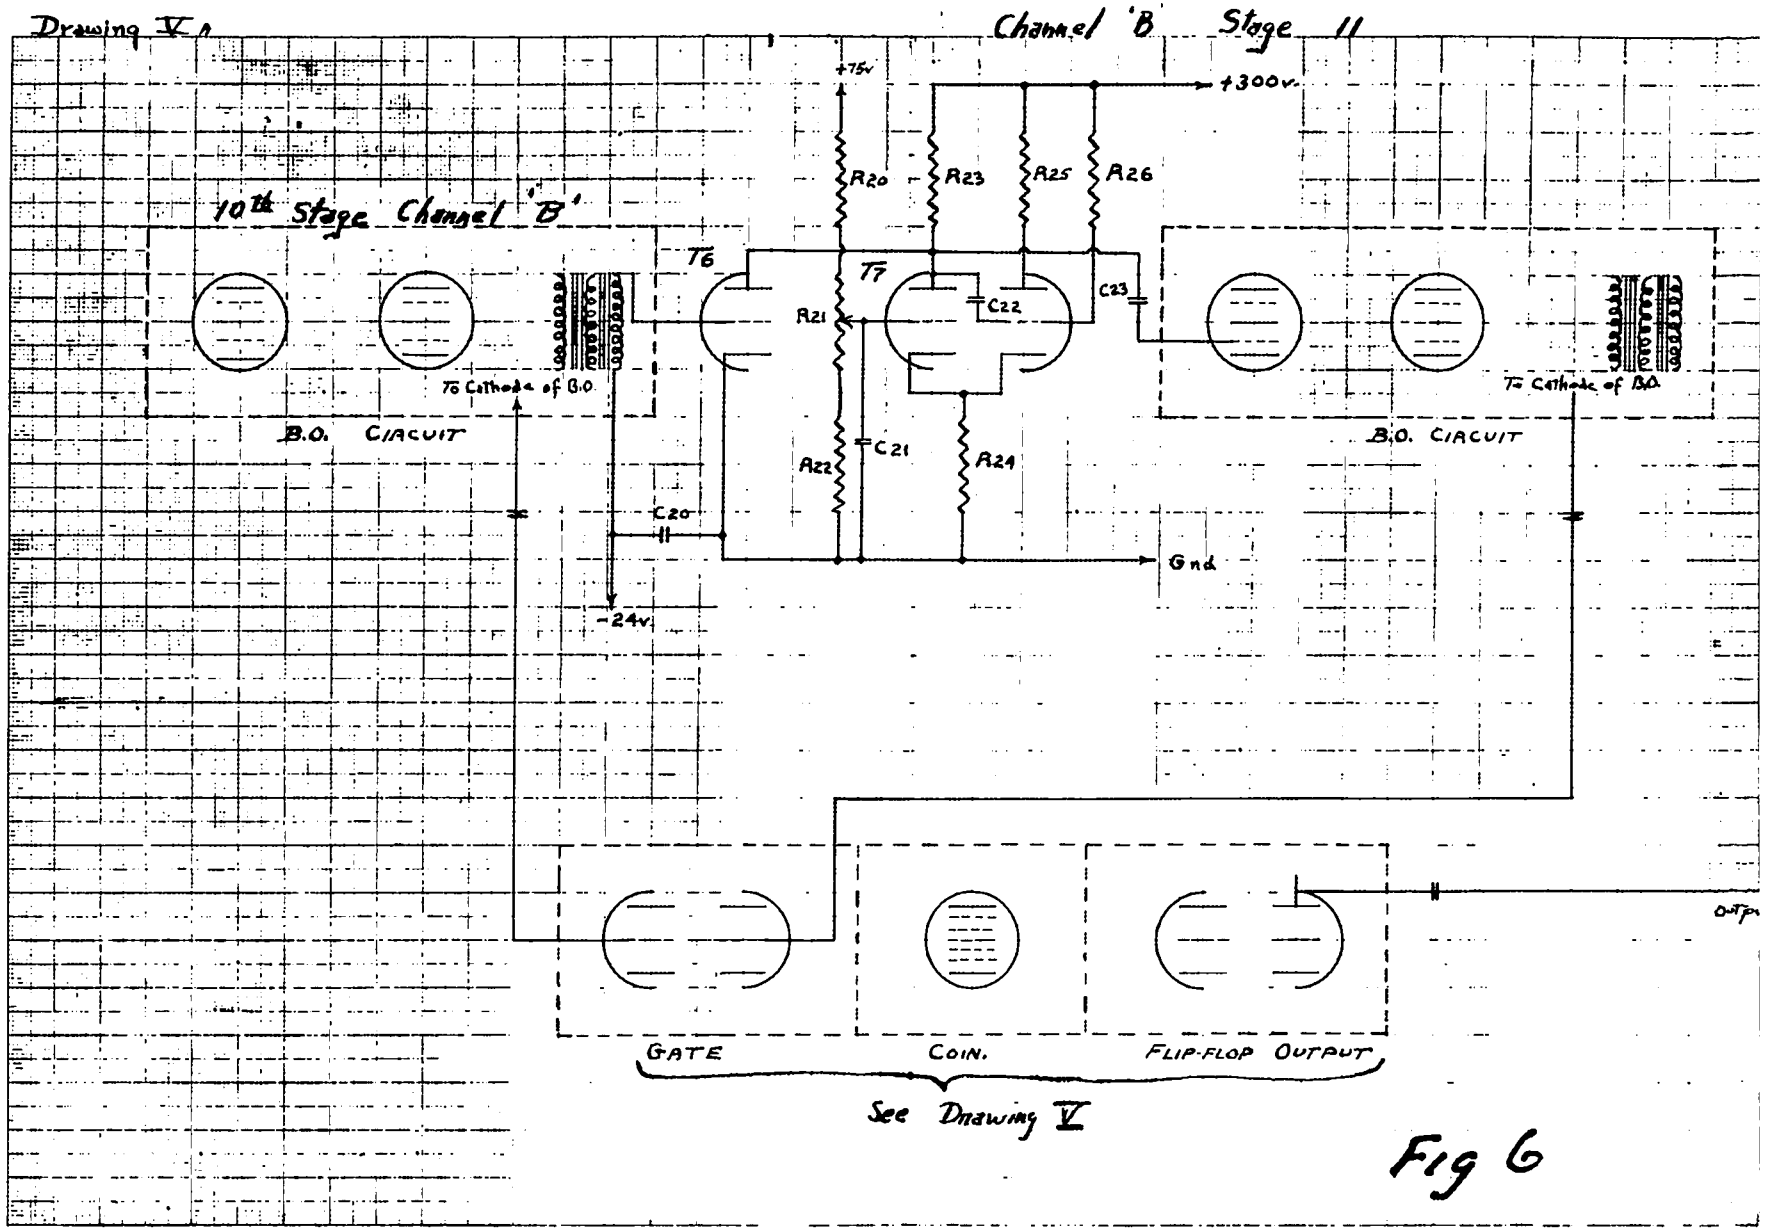 Drawing V A
Channel 'B' Stage 11
+75v
+300v.
R20
R23
R25
R26
10th Stage Channel 'B'
T6
T7
C22
C23
R21
To Cathode of B.O.
To Cathode of B.O.
B.O. CIRCUIT
B.O. CIRCUIT
R22
C21
R24
C20
Gnd
-24v.
GATE
COIN.
FLIP-FLOP OUTPUT
See Drawing V
Fig 6